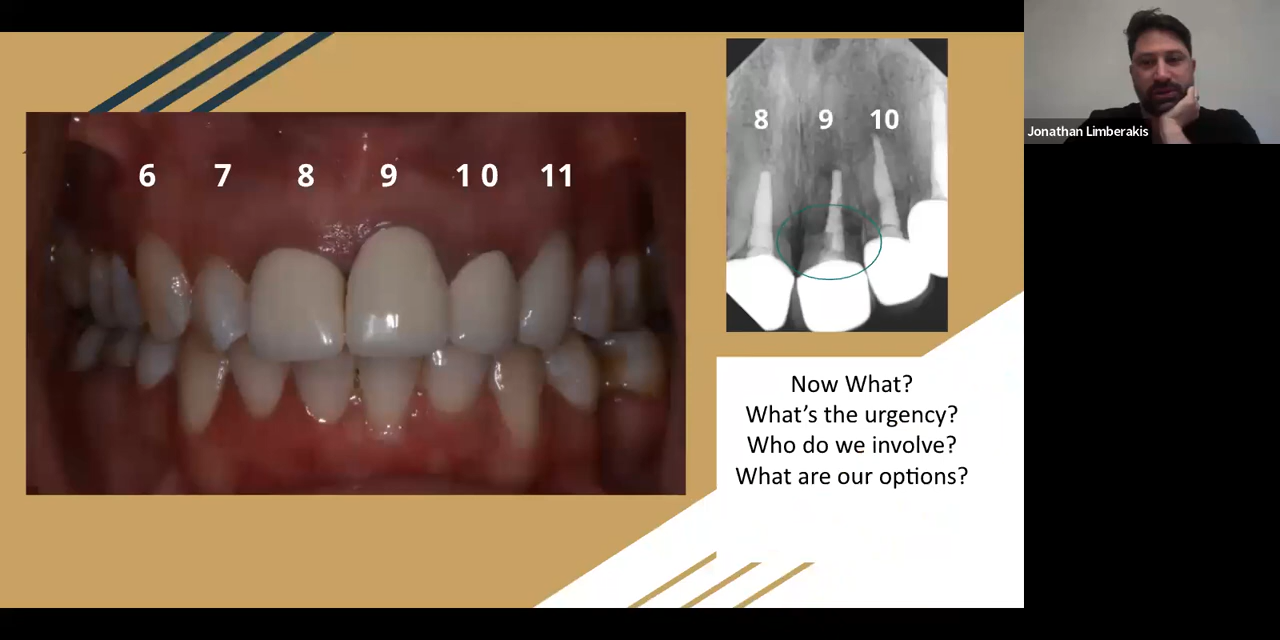 6 7 8 9 10 11
8 9 10
Jonathan Limberakis
Now What?
What's the urgency?
Who do we involve?
What are our options?